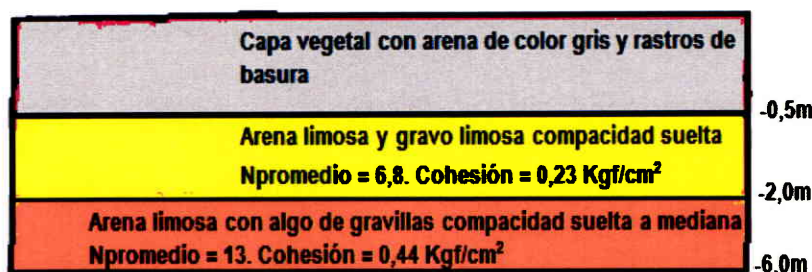 Capa vegetal con arena de color gris y rastros de
basura
-0,5m
Arena limosa y gravo limosa compacidad suelta
Npromedio = 6,8. Cohesión = 0,23 Kgf/cm²
-2,0m
Arena limosa con algo de gravillas compacidad suelta a mediana
Npromedio = 13. Cohesión = 0,44 Kgf/cm²
-6,0m